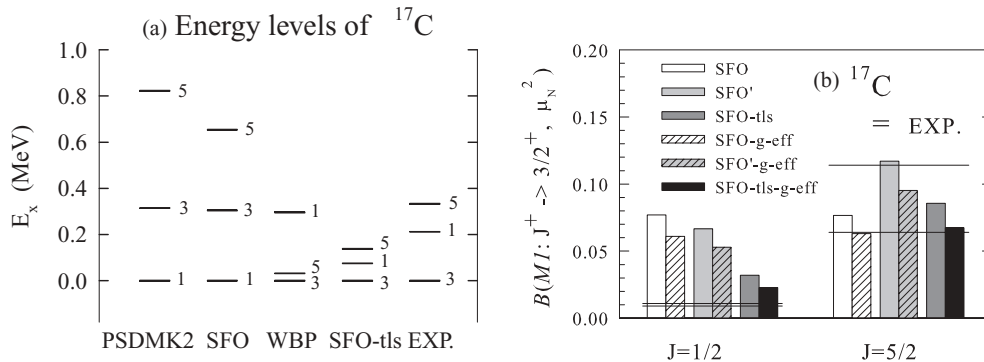 (a) Energy levels of ¹⁷C
1.0
0.8
0.6
0.4
0.2
0.0
E_x (MeV)
5
3
1
5
3
1
1
5
3
5
1
3
5
1
3
PSDMK2 SFO WBP SFO-tls EXP.
B(M1: J⁺ -> 3/2⁺, μ_N²)
0.20
0.15
0.10
0.05
0.00
SFO
SFO'
SFO-tls
SFO-g-eff
SFO'-g-eff
SFO-tls-g-eff
(b) ¹⁷C
EXP.
J=1/2 J=5/2